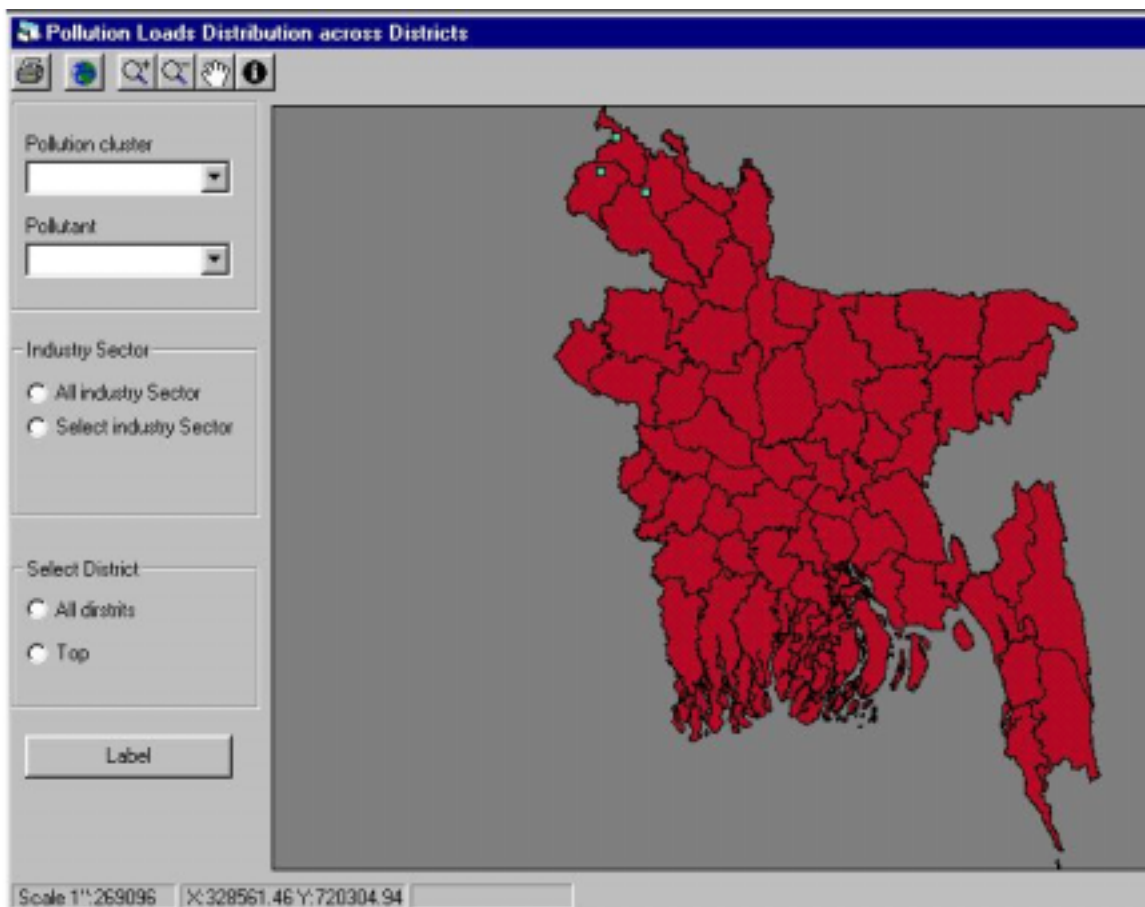 Pollution Loads Distribution across Districts
Pollution cluster
Pollutant
Industry Sector
All industry Sector
Select industry Sector
Select District
All dirstrits
Top
Label
Scale 1":269096 X:328561.46 Y:720304.94